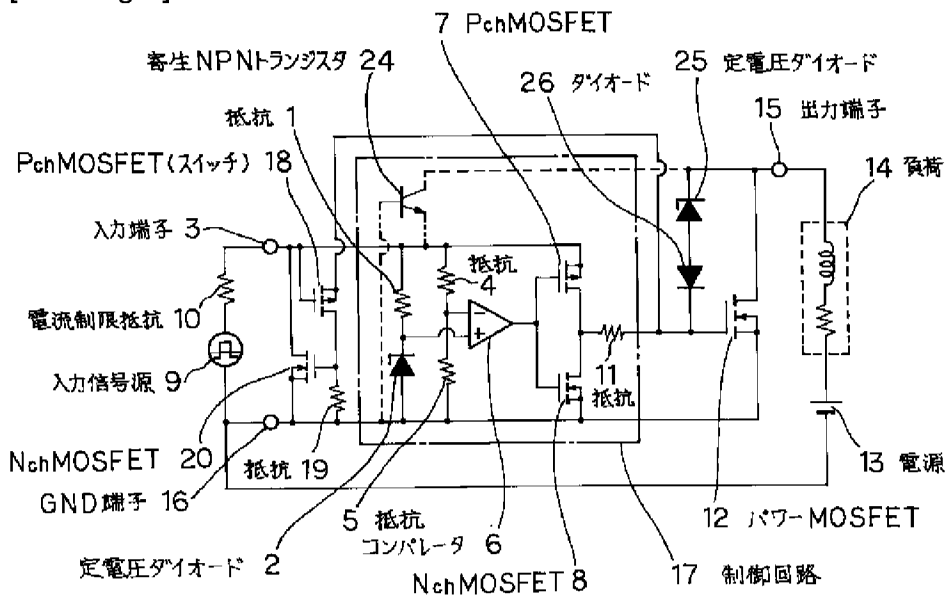 7 PchMOSFET
寄生NPNトランジスタ 24
25 定電圧ダイオード
26 ダイオード
15 出力端子
抵抗 1
14 負荷
PchMOSFET(スイッチ) 18
入力端子 3
抵抗
4
電流制限抵抗 10
11
抵抗
入力信号源 9
NchMOSFET 20
抵抗 19
13 電源
GND端子 16
5 抵抗
12 パワーMOSFET
コンパレータ 6
定電圧ダイオード 2
NchMOSFET 8
17 制御回路